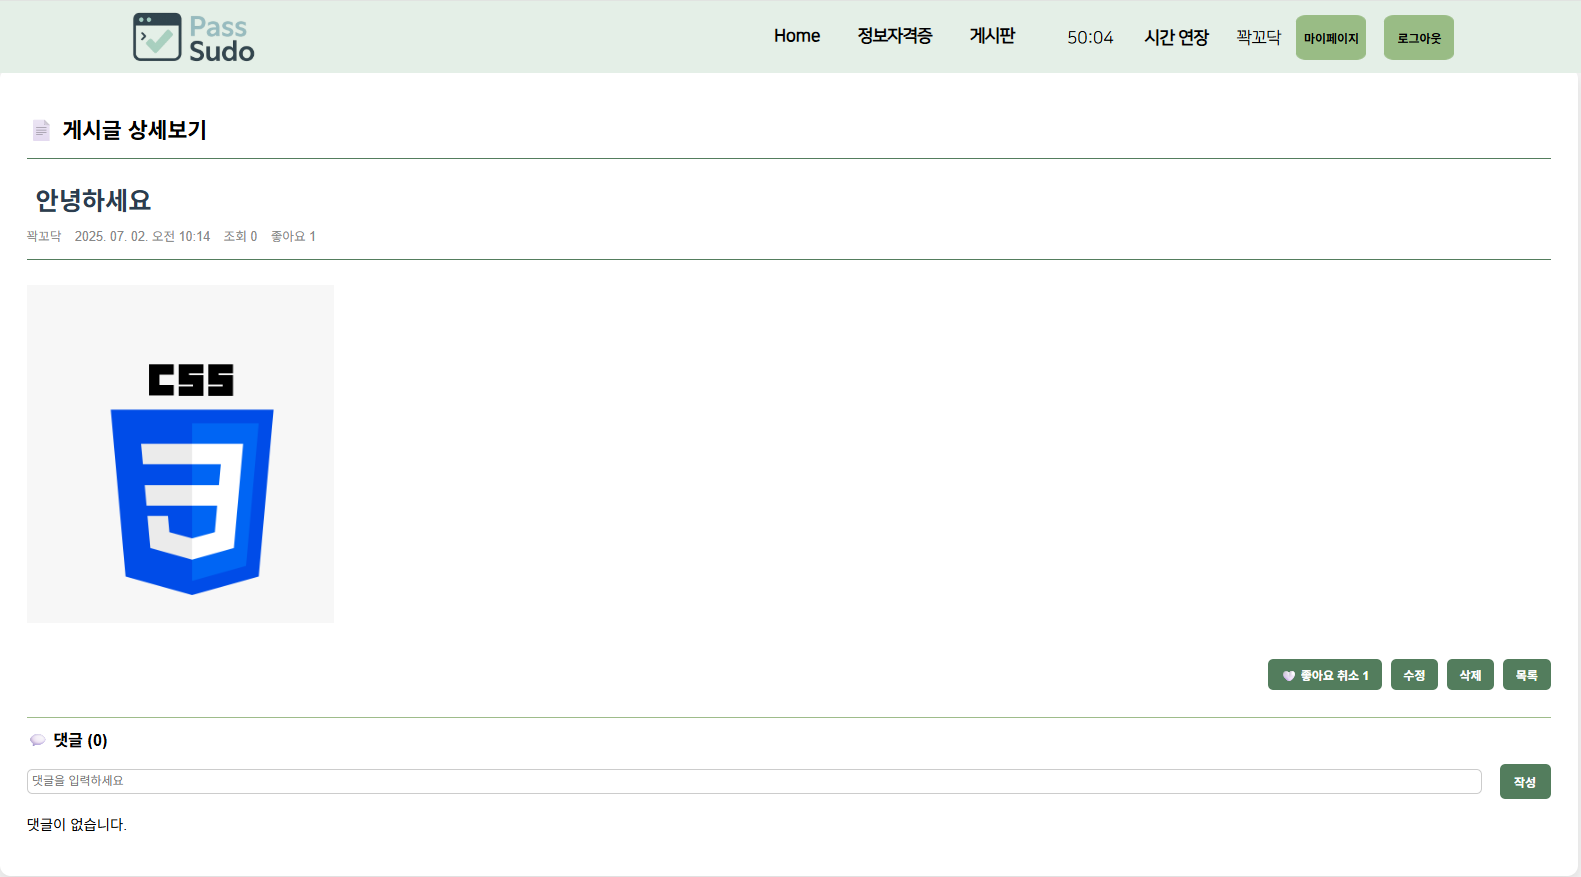 Pass
Sudo
Home 정보자격증 게시판 50:04 시간 연장 꽉꼬닥 마이페이지 로그아웃
게시글 상세보기
안녕하세요
꽉꼬닥 2025. 07. 02. 오전 10:14 조회 0 좋아요 1
CSS
좋아요 취소 1 수정 삭제 목록
댓글 (0)
댓글을 입력하세요 작성
댓글이 없습니다.